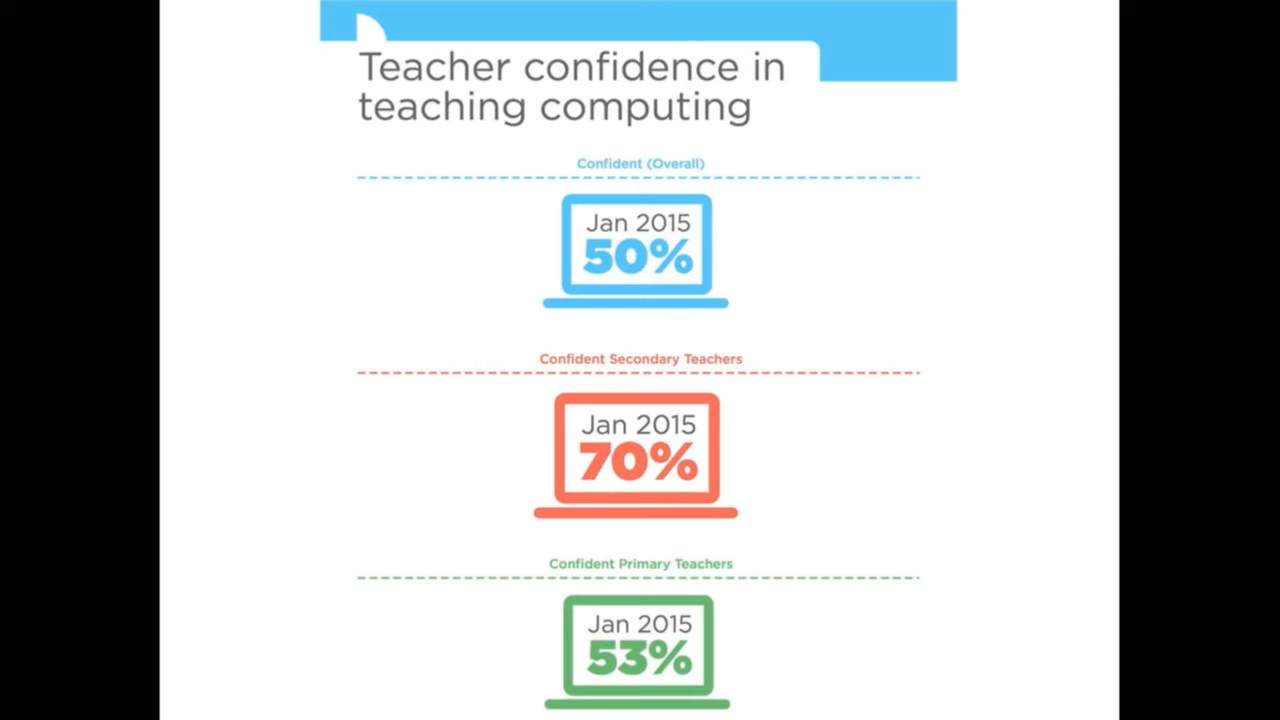 Teacher confidence in
teaching computing
Confident (Overall)
Jan 2015
50%
Confident Secondary Teachers
Jan 2015
70%
Confident Primary Teachers
Jan 2015
53%